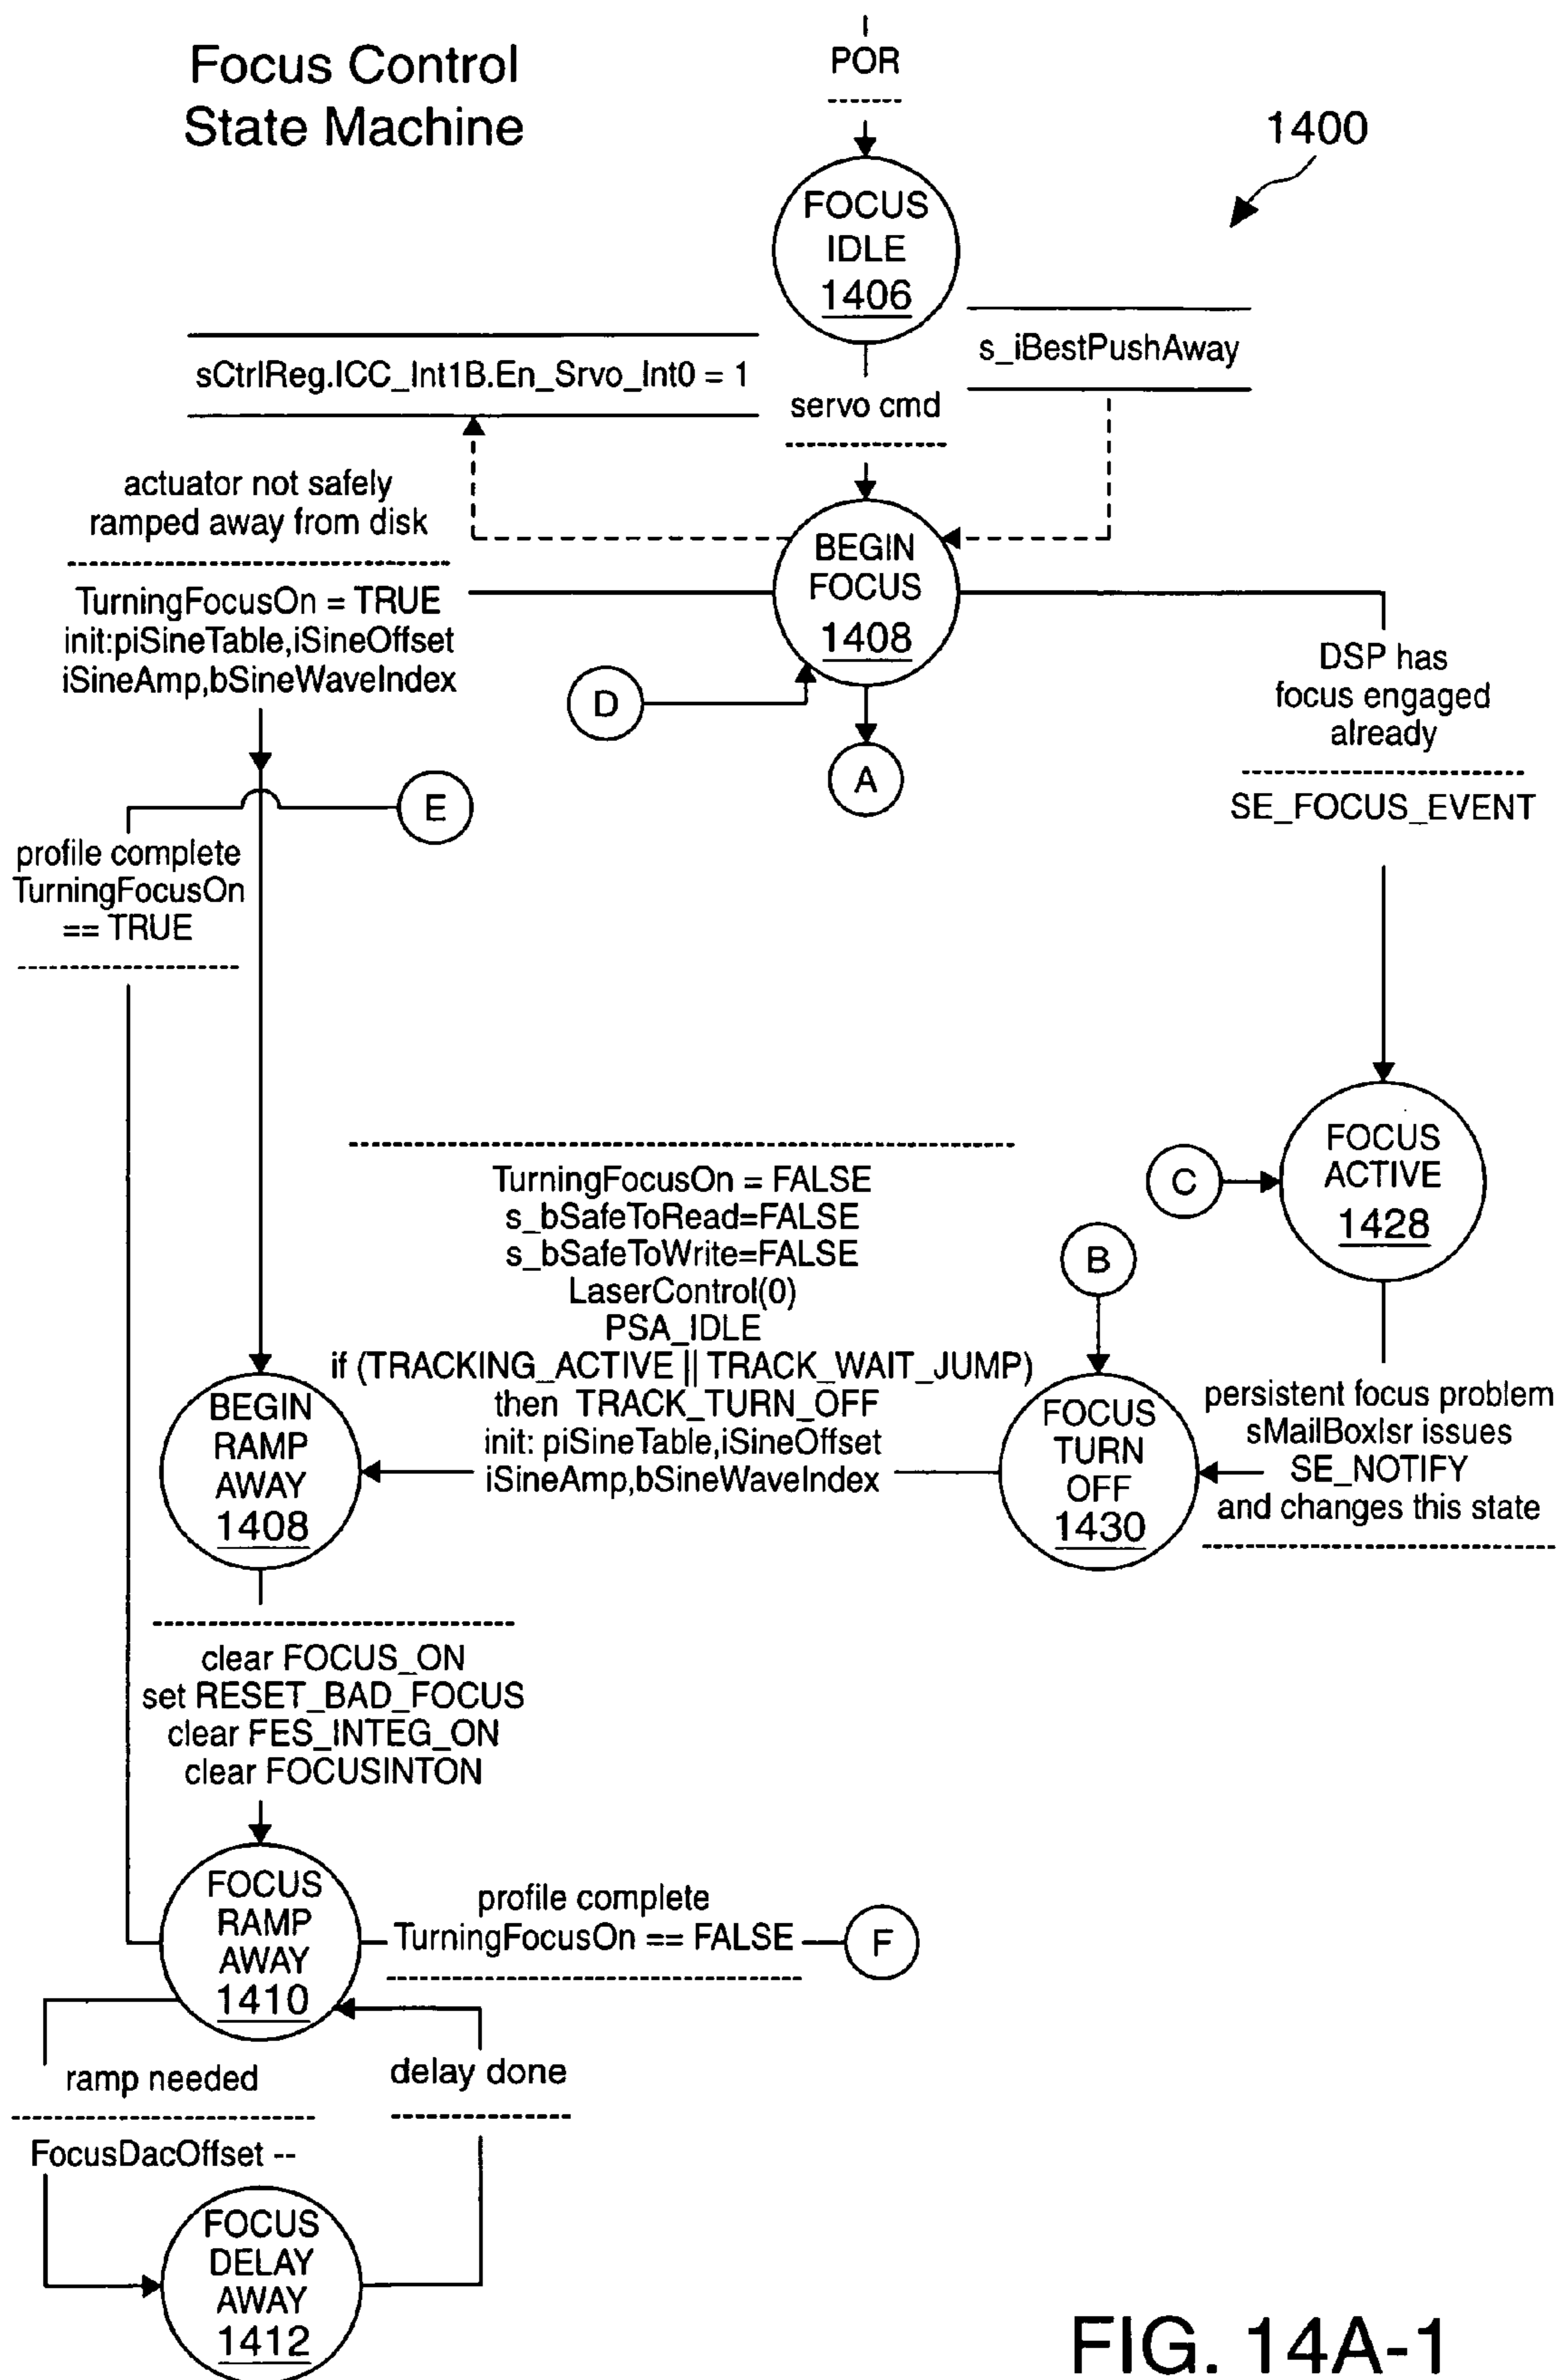 Focus Control
State Machine
POR
1400
FOCUS
IDLE
1406
sCtrlReg.ICC_Int1B.En_Srvo_Int0 = 1
s_iBestPushAway
servo cmd
actuator not safely
ramped away from disk
TurningFocusOn = TRUE
init:piSineTable,iSineOffset
iSineAmp,bSineWaveIndex
BEGIN
FOCUS
1408
D
A
DSP has
focus engaged
already
SE_FOCUS_EVENT
E
profile complete
TurningFocusOn
== TRUE
TurningFocusOn = FALSE
s_bSafeToRead=FALSE
s_bSafeToWrite=FALSE
LaserControl(0)
PSA_IDLE
if (TRACKING_ACTIVE || TRACK_WAIT_JUMP)
then TRACK_TURN_OFF
init: piSineTable,iSineOffset
iSineAmp,bSineWaveIndex
C
FOCUS
ACTIVE
1428
B
BEGIN
RAMP
AWAY
1408
FOCUS
TURN
OFF
1430
persistent focus problem
sMailBoxIsr issues
SE_NOTIFY
and changes this state
clear FOCUS_ON
set RESET_BAD_FOCUS
clear FES_INTEG_ON
clear FOCUSINTON
FOCUS
RAMP
AWAY
1410
profile complete
TurningFocusOn == FALSE
F
ramp needed
delay done
FocusDacOffset --
FOCUS
DELAY
AWAY
1412
FIG. 14A-1